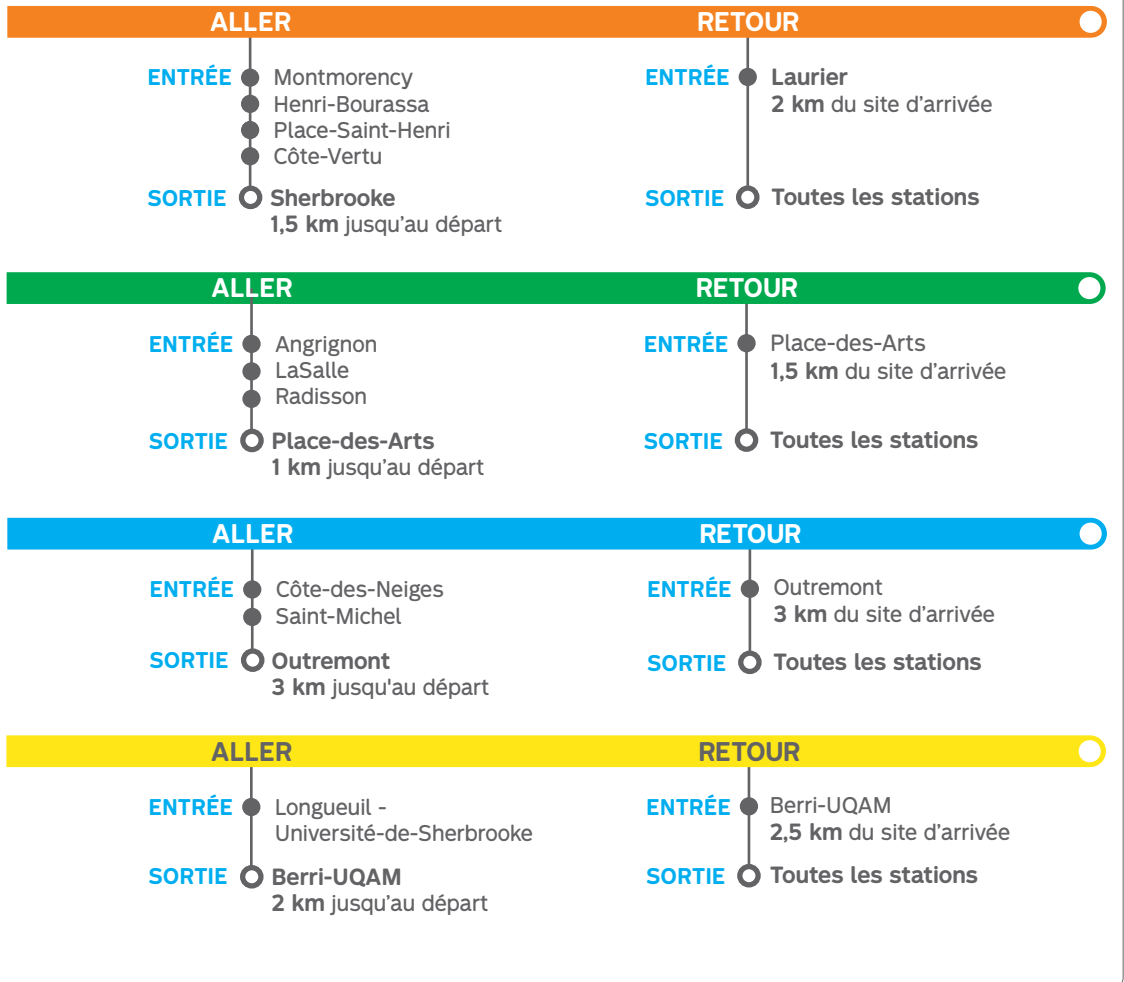 ALLER
ENTRÉE
Montmorency
Henri-Bourassa
Place-Saint-Henri
Côte-Vertu
SORTIE
Sherbrooke
1,5 km jusqu'au départ
RETOUR
ENTRÉE
Laurier
2 km du site d'arrivée
SORTIE
Toutes les stations
ALLER
ENTRÉE
Angrignon
LaSalle
Radisson
SORTIE
Place-des-Arts
1 km jusqu'au départ
RETOUR
ENTRÉE
Place-des-Arts
1,5 km du site d'arrivée
SORTIE
Toutes les stations
ALLER
ENTRÉE
Côte-des-Neiges
Saint-Michel
SORTIE
Outremont
3 km jusqu'au départ
RETOUR
ENTRÉE
Outremont
3 km du site d'arrivée
SORTIE
Toutes les stations
ALLER
ENTRÉE
Longueuil -
Université-de-Sherbrooke
SORTIE
Berri-UQAM
2 km jusqu'au départ
RETOUR
ENTRÉE
Berri-UQAM
2,5 km du site d'arrivée
SORTIE
Toutes les stations